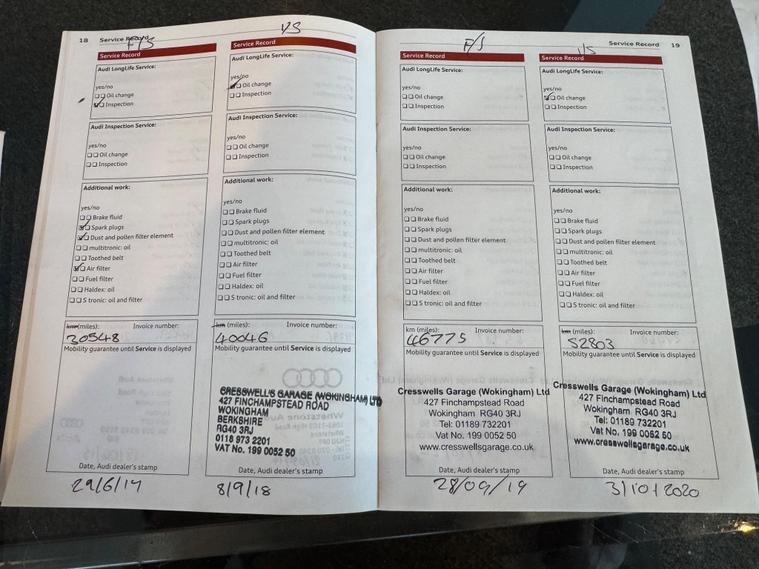 18 Service Record
F/S
Service Record
Audi LongLife Service:
yes/no
Oil change
Inspection
Audi Inspection Service:
yes/no
Oil change
Inspection
Additional work:
yes/no
Brake fluid
Spark plugs
Dust and pollen filter element
multitronic: oil
Toothed belt
Air filter
Fuel filter
Haldex: oil
S tronic: oil and filter
km (miles): Invoice number:
30548
Mobility guarantee until Service is displayed
Date, Audi dealer's stamp
29/6/17
I/S
Service Record
Audi LongLife Service:
yes/no
Oil change
Inspection
Audi Inspection Service:
yes/no
Oil change
Inspection
Additional work:
yes/no
Brake fluid
Spark plugs
Dust and pollen filter element
multitronic: oil
Toothed belt
Air filter
Fuel filter
Haldex: oil
S tronic: oil and filter
km (miles): Invoice number:
40046
Mobility guarantee until Service is displayed
CRESSWELL'S GARAGE (WOKINGHAM) LTD
427 FINCHAMPSTEAD ROAD
WOKINGHAM
BERKSHIRE
RG40 3RJ
0118 973 2201
VAT No. 199 0052 50
Date, Audi dealer's stamp
8/9/18
F/S
Service Record
Audi LongLife Service:
yes/no
Oil change
Inspection
Audi Inspection Service:
yes/no
Oil change
Inspection
Additional work:
yes/no
Brake fluid
Spark plugs
Dust and pollen filter element
multitronic: oil
Toothed belt
Air filter
Fuel filter
Haldex: oil
S tronic: oil and filter
km (miles): Invoice number:
46775
Mobility guarantee until Service is displayed
Cresswells Garage (Wokingham) Ltd
427 Finchampstead Road
Wokingham RG40 3RJ
Tel: 01189 732201
Vat No. 199 0052 50
www.cresswellsgarage.co.uk
Date, Audi dealer's stamp
28/09/19
Service Record 19
I/S
Service Record
Audi LongLife Service:
yes/no
Oil change
Inspection
Audi Inspection Service:
yes/no
Oil change
Inspection
Additional work:
yes/no
Brake fluid
Spark plugs
Dust and pollen filter element
multitronic: oil
Toothed belt
Air filter
Fuel filter
Haldex: oil
S tronic: oil and filter
km (miles): Invoice number:
52803
Mobility guarantee until Service is displayed
Cresswells Garage (Wokingham) Ltd
427 Finchampstead Road
Wokingham RG40 3RJ
Tel: 01189 732201
Vat No. 199 0052 50
www.cresswellsgarage.co.uk
Date, Audi dealer's stamp
3/10/2020